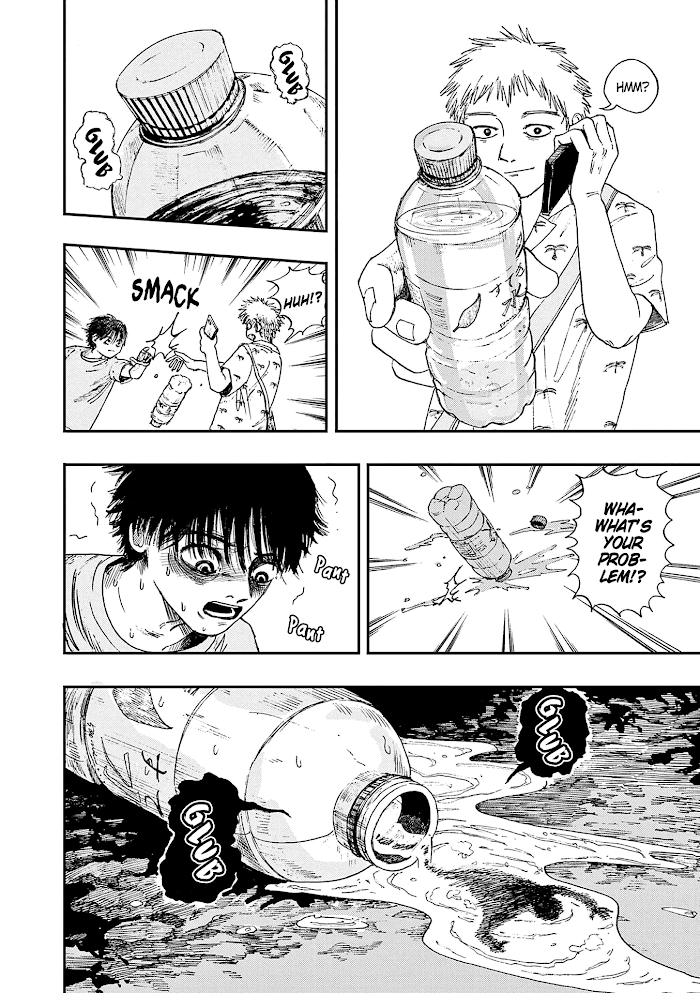 HMM?
GLUB
GLUB
SMACK
HUH!?
WHA-
WHAT'S
YOUR
PROB-
LEM!?
Pant
Pant
GLUB
GLUB